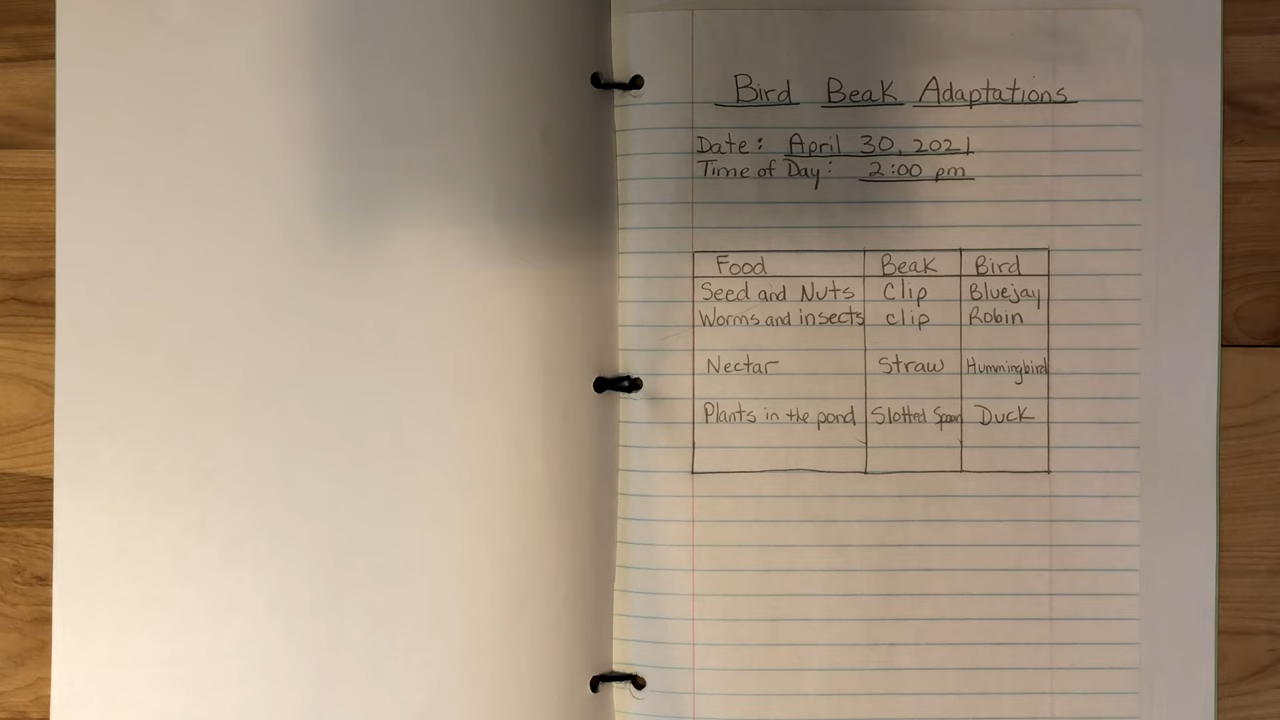 Bird Beak Adaptations
Date: April 30, 2021
Time of Day: 2:00 pm
Food Beak Bird
Seed and Nuts Clip Bluejay
Worms and insects clip Robin
Nectar Straw Hummingbird
Plants in the pond Slotted Spoon Duck